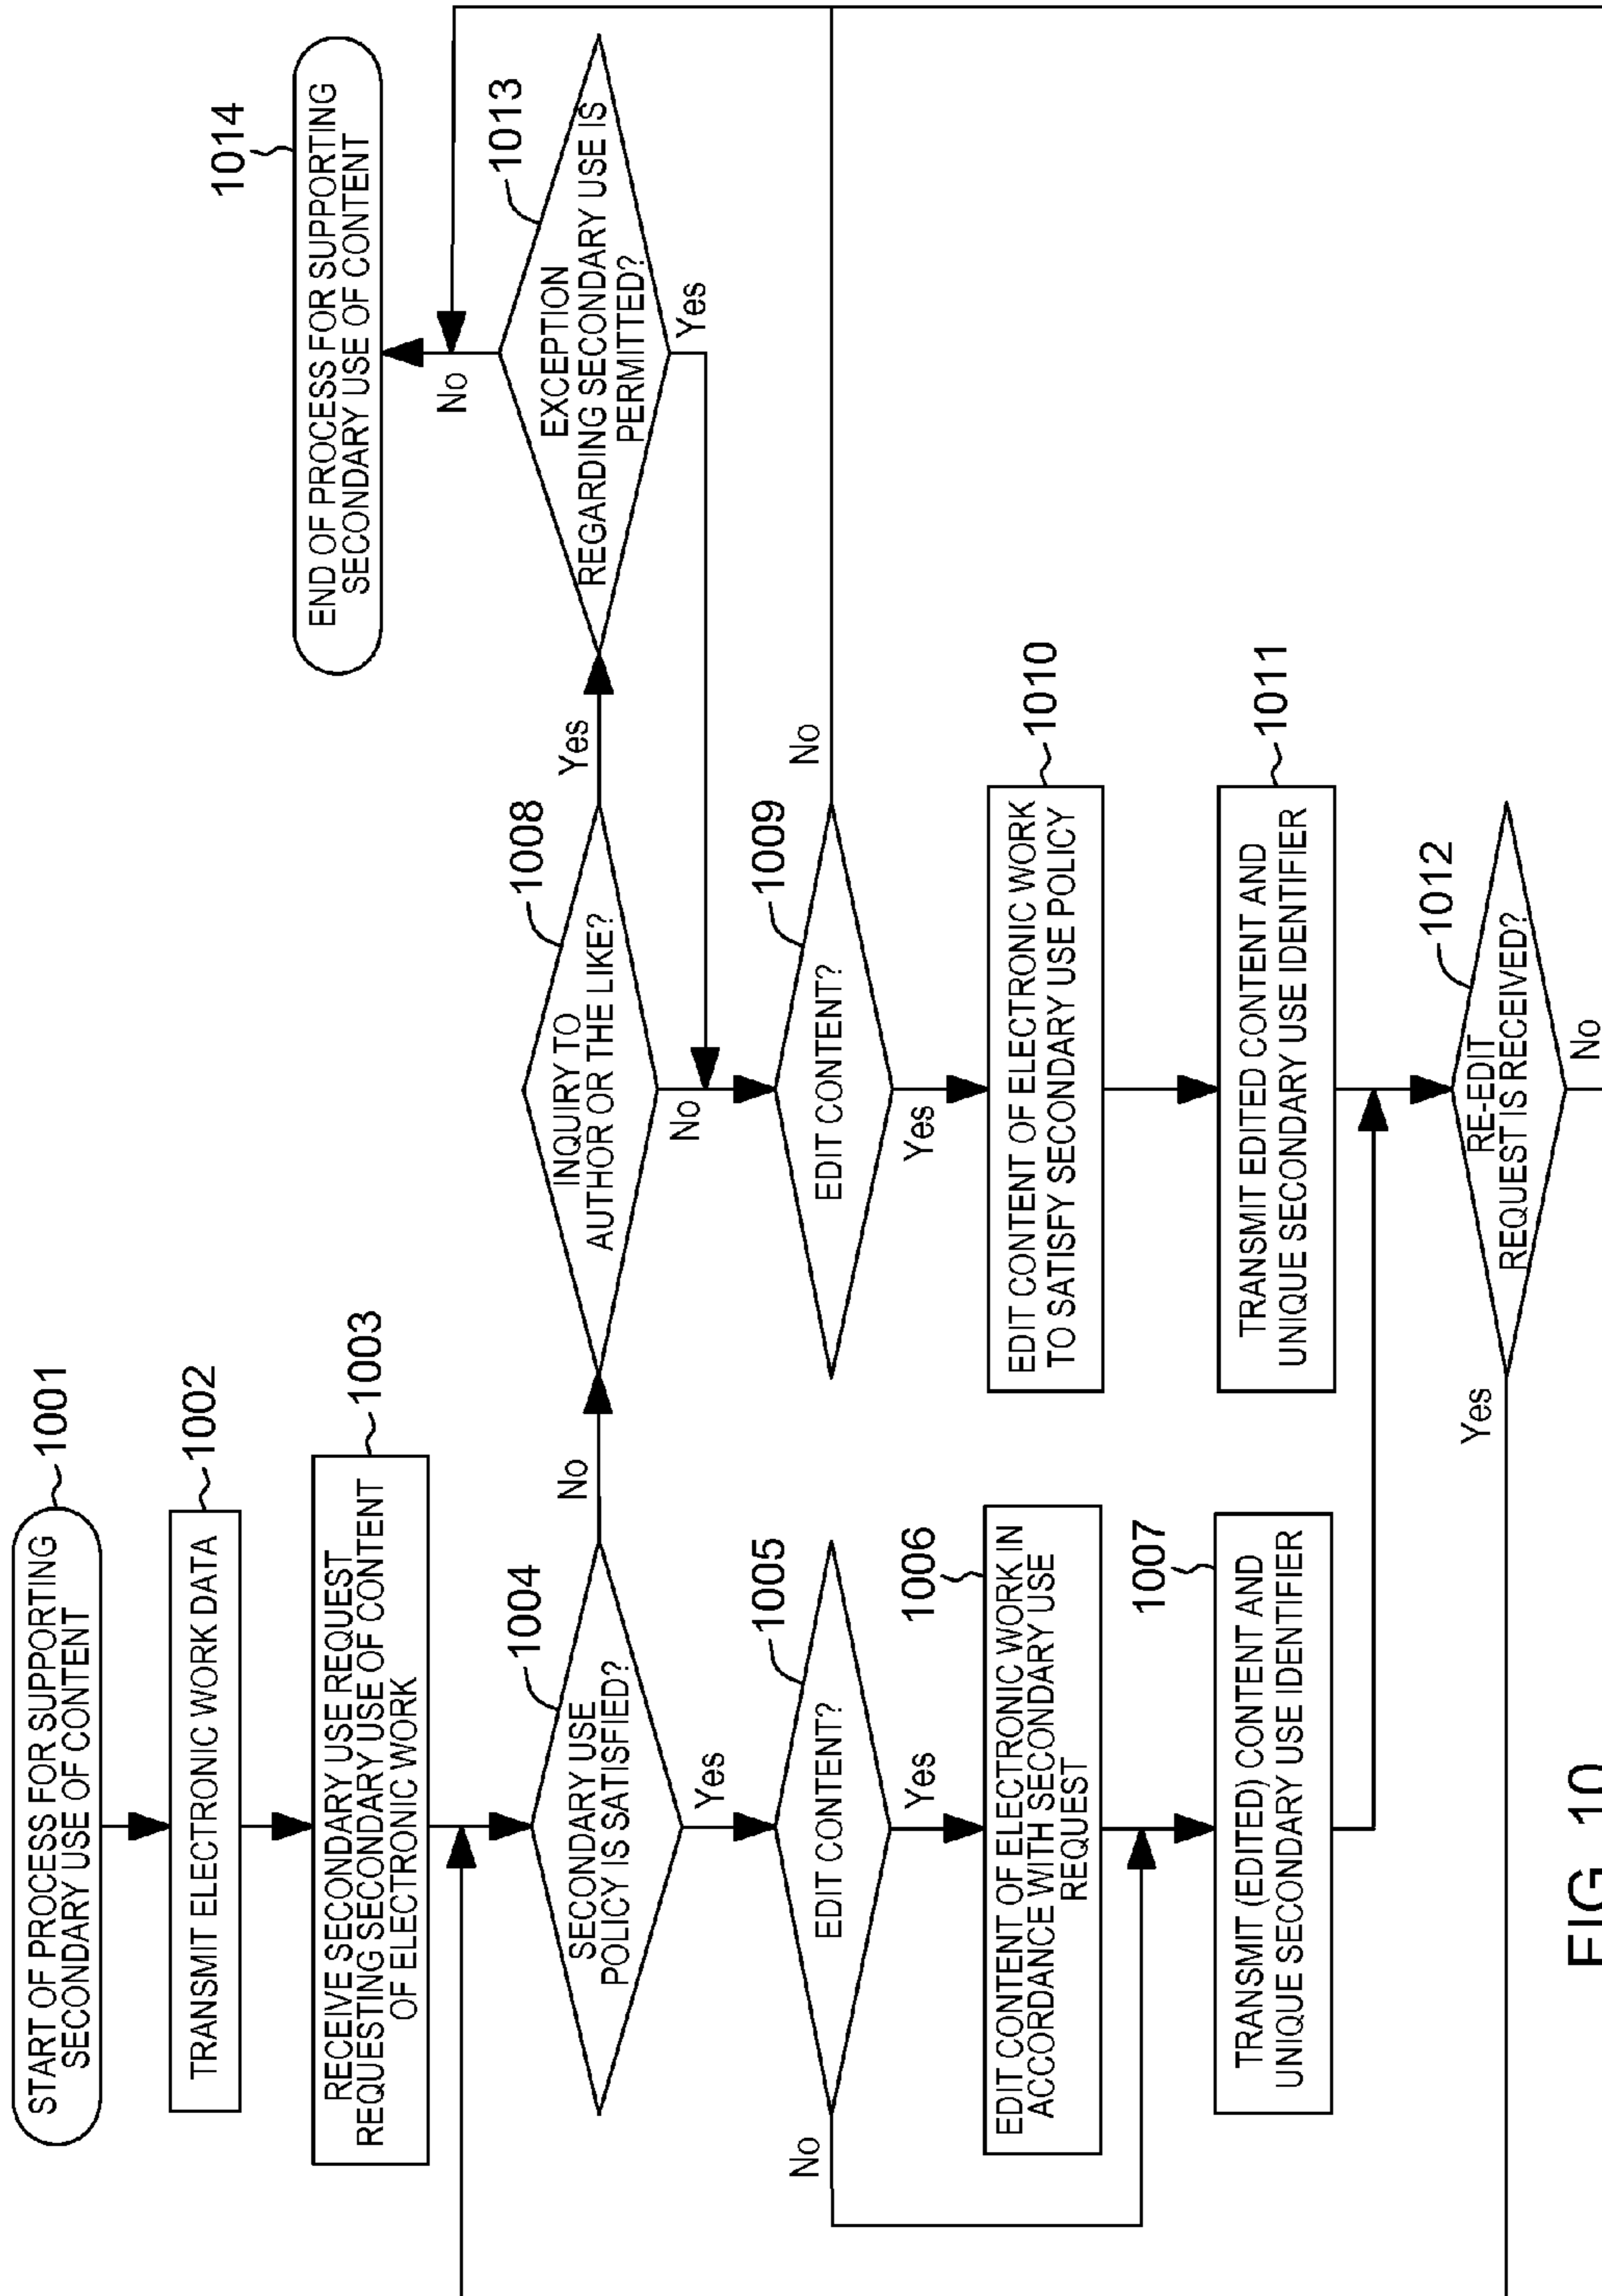 START OF PROCESS FOR SUPPORTING
SECONDARY USE OF CONTENT
1001
TRANSMIT ELECTRONIC WORK DATA
1002
RECEIVE SECONDARY USE REQUEST
REQUESTING SECONDARY USE OF CONTENT
OF ELECTRONIC WORK
1003
SECONDARY USE
POLICY IS SATISFIED?
1004
No
Yes
EDIT CONTENT?
1005
No
Yes
EDIT CONTENT OF ELECTRONIC WORK IN
ACCORDANCE WITH SECONDARY USE
REQUEST
1006
TRANSMIT (EDITED) CONTENT AND
UNIQUE SECONDARY USE IDENTIFIER
1007
INQUIRY TO
AUTHOR OR THE LIKE?
1008
Yes
No
EDIT CONTENT?
1009
No
Yes
EDIT CONTENT OF ELECTRONIC WORK
TO SATISFY SECONDARY USE POLICY
1010
TRANSMIT EDITED CONTENT AND
UNIQUE SECONDARY USE IDENTIFIER
1011
RE-EDIT
REQUEST IS RECEIVED?
1012
Yes
No
EXCEPTION
REGARDING SECONDARY USE IS
PERMITTED?
1013
No
Yes
END OF PROCESS FOR SUPPORTING
SECONDARY USE OF CONTENT
1014
FIG. 10